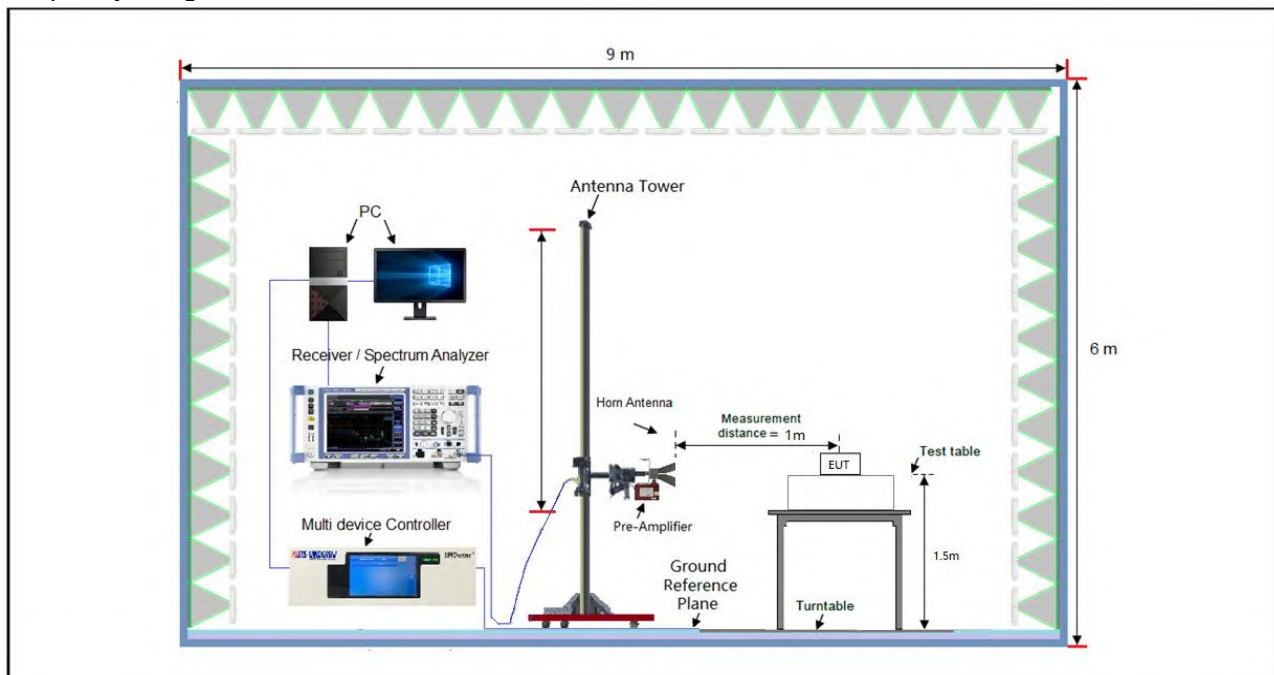 9 m
Antenna Tower
PC
Receiver / Spectrum Analyzer
6 m
Horn Antenna
Measurement
distance = 1m
EUT
Test table
Pre-Amplifier
Multi device Controller
1.5m
Ground
Reference
Plane
Turntable